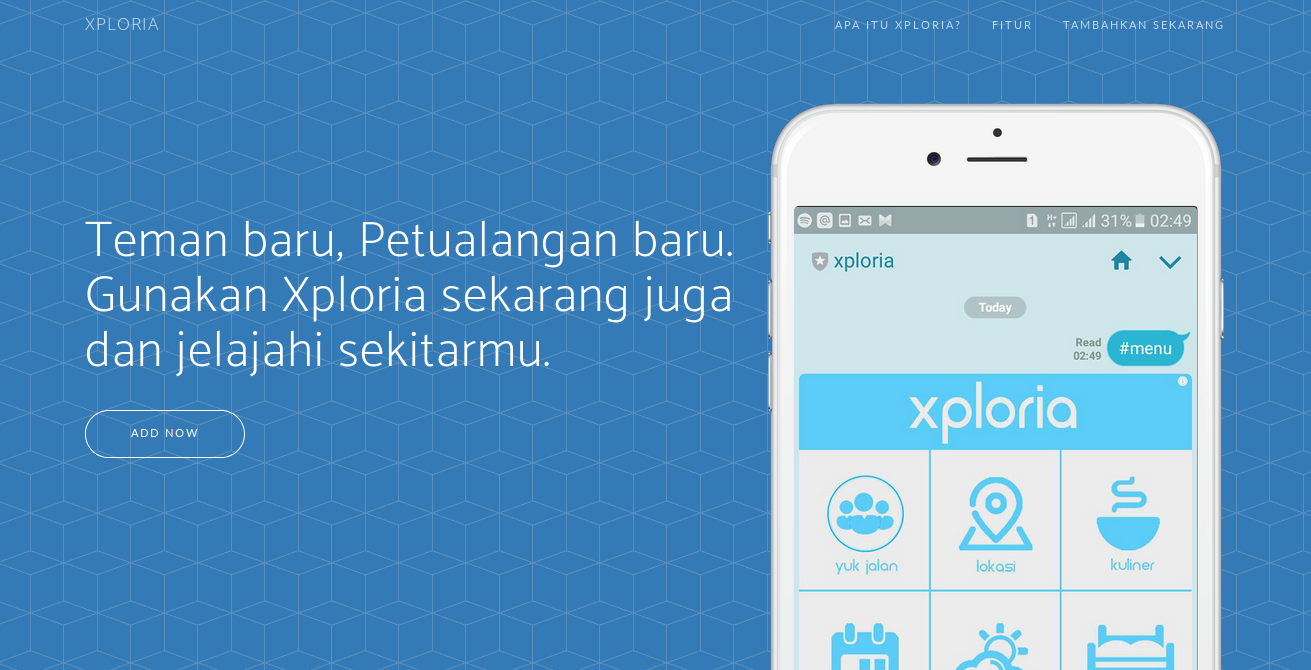 XPLORIA
APA ITU XPLORIA?
FITUR
TAMBAHKAN SEKARANG
Teman baru, Petualangan baru.
Gunakan Xploria sekarang juga
dan jelajahi sekitarmu.
ADD NOW
1 H+ 31% 02:49
xploria
Today
Read
02:49
#menu
xploria
yuk jalan
lokasi
kuliner